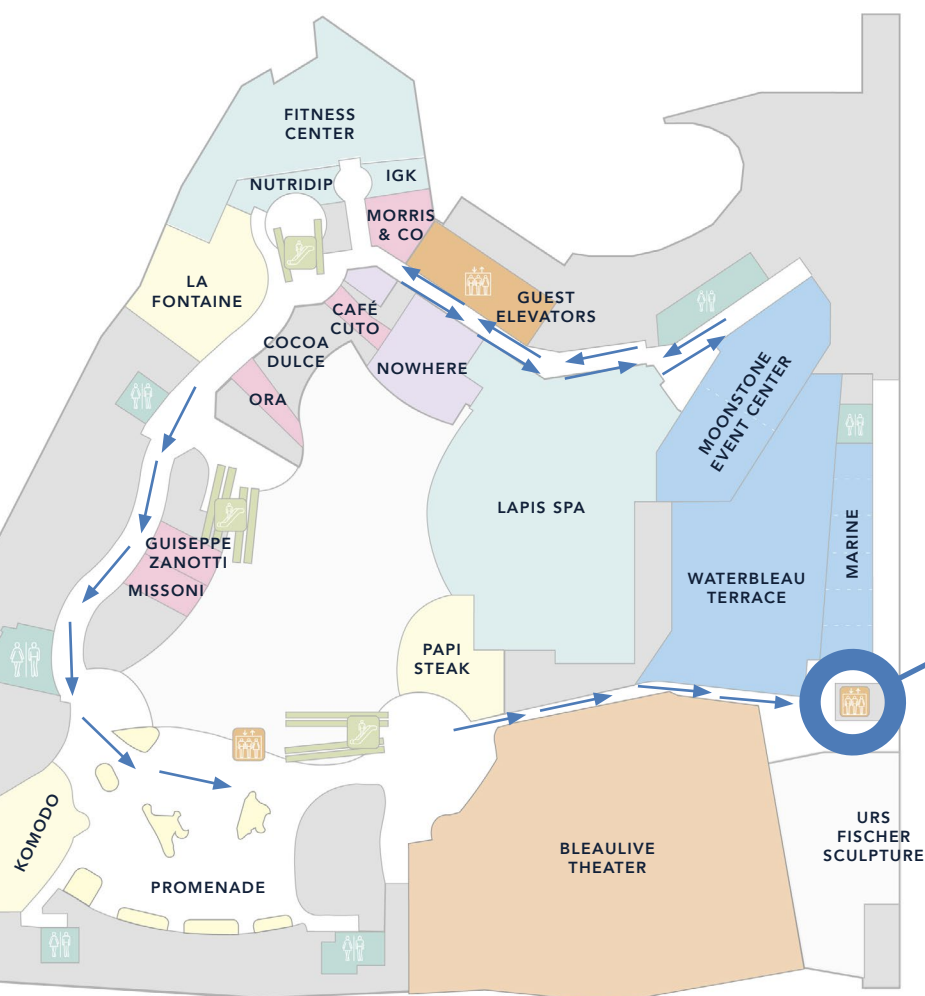 FITNESS
CENTER
NUTRIDIP
IGK
MORRIS
& CO
LA
FONTAINE
GUEST
ELEVATORS
CAFÉ
CUTO
COCOA
DULCE
NOWHERE
ORA
MOONSTONE
EVENT CENTER
LAPIS SPA
MARINE
GUISEPPE
ZANOTTI
MISSONI
WATERBLEAU
TERRACE
PAPI
STEAK
KOMODO
PROMENADE
BLEAULIVE
THEATER
URS
FISCHER
SCULPTURE